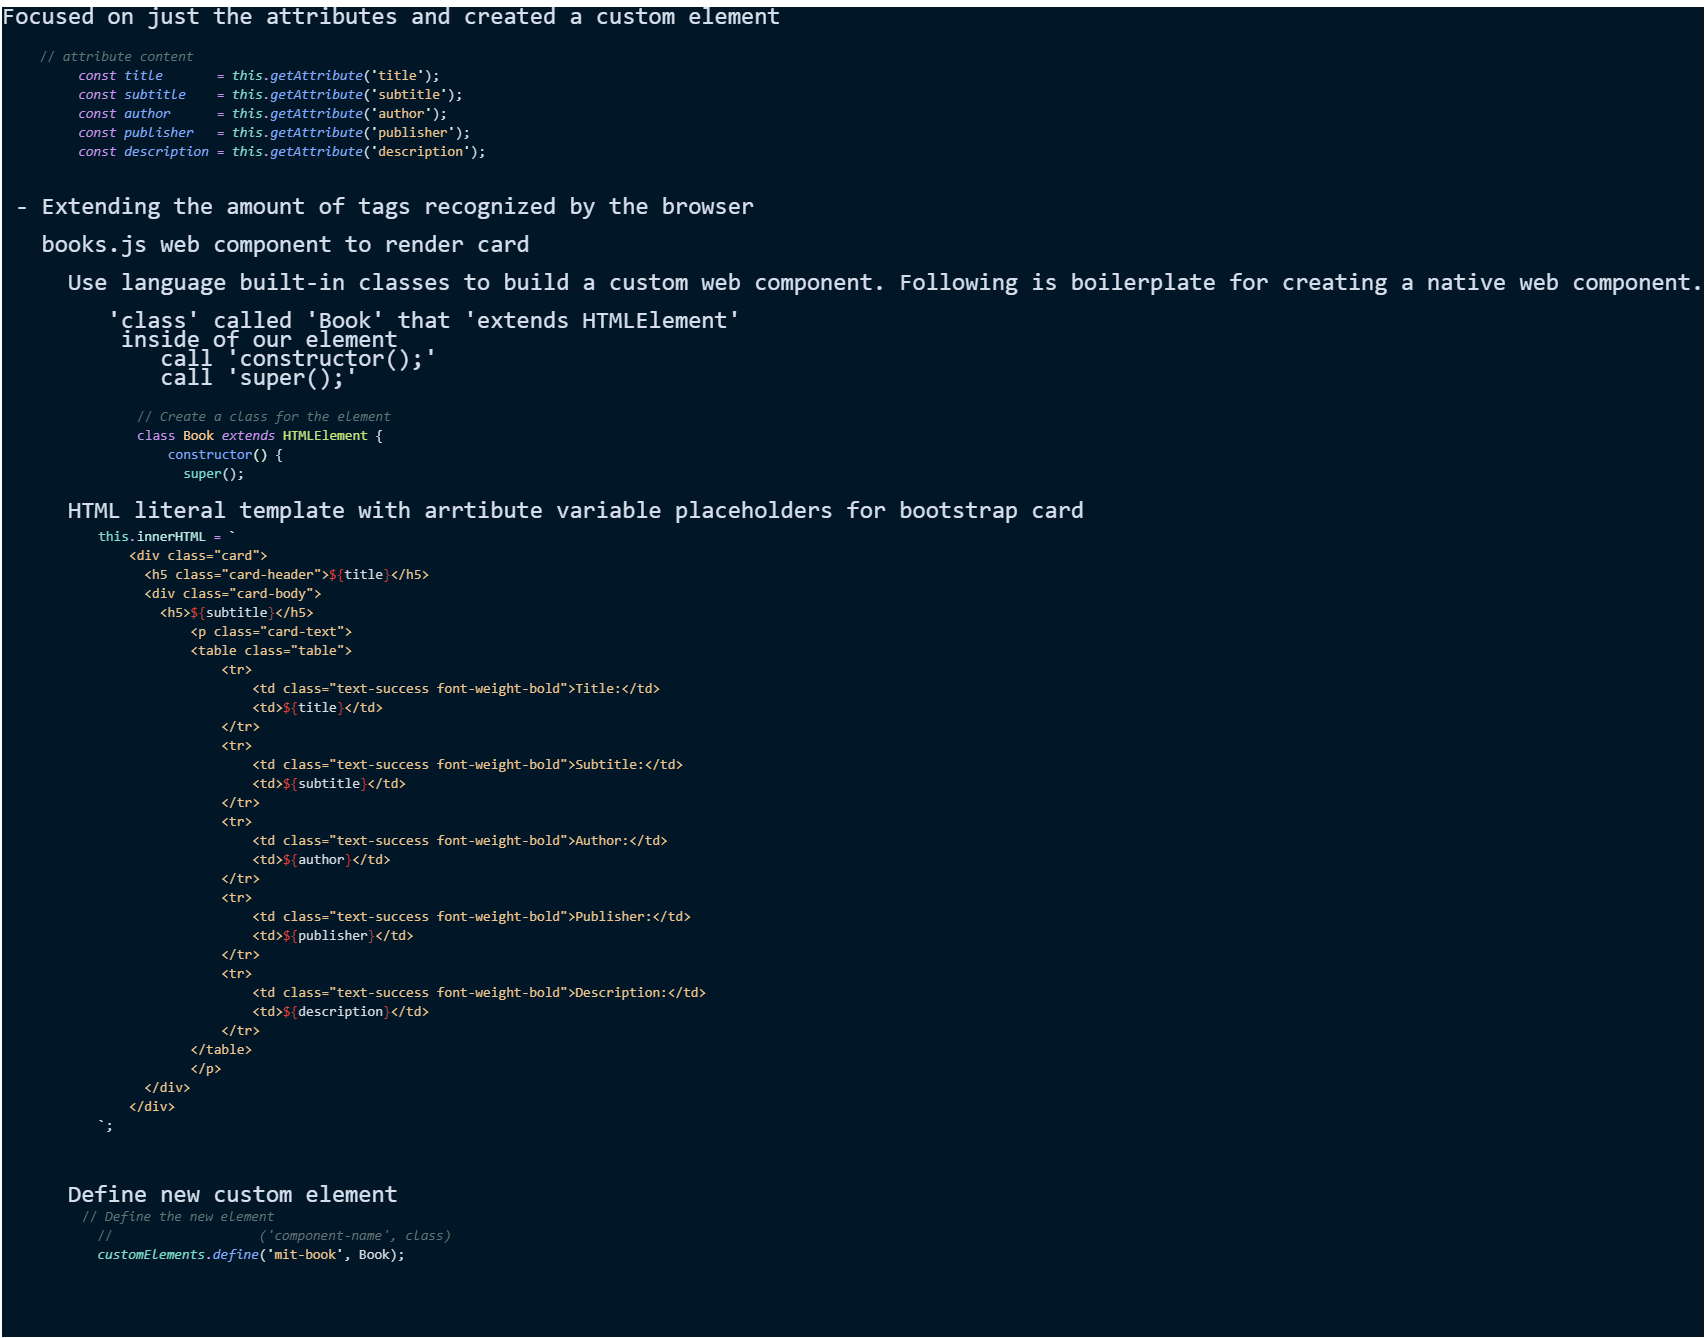 Focused on just the attributes and created a custom element
// attribute content
const title = this.getAttribute('title');
const subtitle = this.getAttribute('subtitle');
const author = this.getAttribute('author');
const publisher = this.getAttribute('publisher');
const description = this.getAttribute('description');
- Extending the amount of tags recognized by the browser
books.js web component to render card
Use language built-in classes to build a custom web component. Following is boilerplate for creating a native web component.
'class' called 'Book' that 'extends HTMLElement'
inside of our element
call 'constructor();'
call 'super();'
// Create a class for the element
class Book extends HTMLElement {
constructor() {
super();
HTML literal template with arrtibute variable placeholders for bootstrap card
this.innerHTML = `
<div class="card">
<h5 class="card-header">${title}</h5>
<div class="card-body">
<h5>${subtitle}</h5>
<p class="card-text">
<table class="table">
<tr>
<td class="text-success font-weight-bold">Title:</td>
<td>${title}</td>
</tr>
<tr>
<td class="text-success font-weight-bold">Subtitle:</td>
<td>${subtitle}</td>
</tr>
<tr>
<td class="text-success font-weight-bold">Author:</td>
<td>${author}</td>
</tr>
<tr>
<td class="text-success font-weight-bold">Publisher:</td>
<td>${publisher}</td>
</tr>
<tr>
<td class="text-success font-weight-bold">Description:</td>
<td>${description}</td>
</tr>
</table>
</p>
</div>
</div>
`;
Define new custom element
// Define the new element
// ('component-name', class)
customElements.define('mit-book', Book);